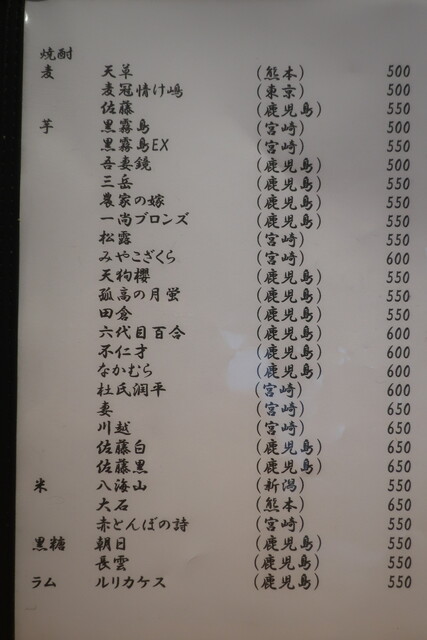 焼酎
麦 天草 (熊本) 500
麦冠情け嶋 (東京) 500
佐藤 (鹿児島) 550
芋 黒霧島 (宮崎) 500
黒霧島EX (宮崎) 550
吾妻鏡 (鹿児島) 500
三岳 (鹿児島) 550
農家の嫁 (鹿児島) 550
一尚ブロンズ (鹿児島) 550
松露 (宮崎) 550
みやこざくら (宮崎) 600
天狗櫻 (鹿児島) 550
孤高の月蛍 (鹿児島) 550
田倉 (鹿児島) 550
六代目百合 (鹿児島) 600
不仁才 (鹿児島) 600
なかむら (鹿児島) 600
杜氏潤平 (宮崎) 600
妻 (宮崎) 650
川越 (宮崎) 650
佐藤白 (鹿児島) 650
佐藤黒 (鹿児島) 650
米 八海山 (新潟) 550
大石 (熊本) 650
赤とんぼの詩 (宮崎) 550
黒糖 朝日 (鹿児島) 550
長雲 (鹿児島) 550
ラム ルリカケス (鹿児島) 550